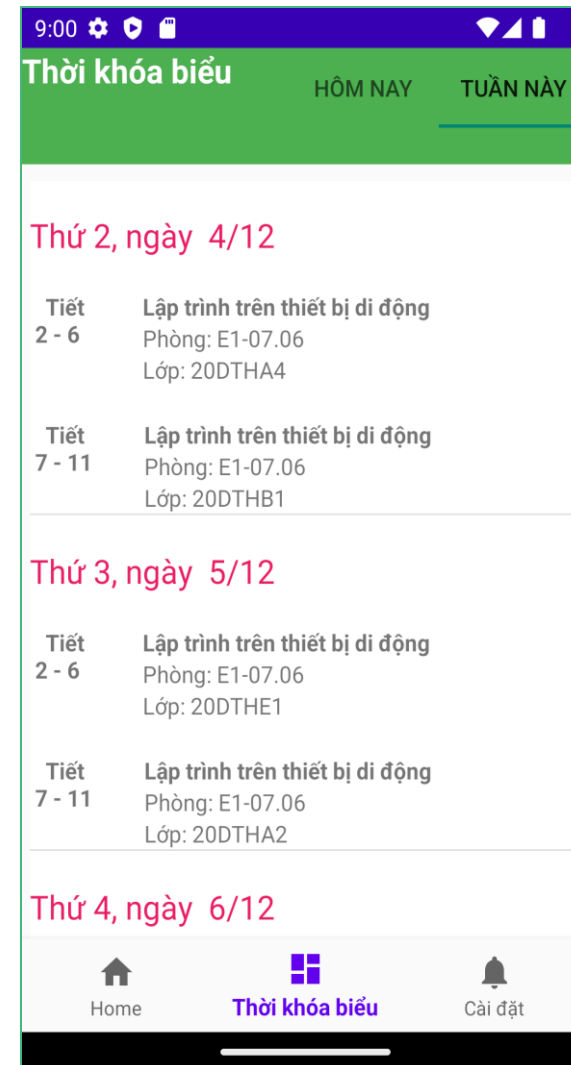 9:00
Thời khóa biểu
HÔM NAY
TUẦN NÀY
Thứ 2, ngày 4/12
Tiết
2 - 6
Lập trình trên thiết bị di động
Phòng: E1-07.06
Lớp: 20DTHA4
Tiết
7 - 11
Lập trình trên thiết bị di động
Phòng: E1-07.06
Lớp: 20DTHB1
Thứ 3, ngày 5/12
Tiết
2 - 6
Lập trình trên thiết bị di động
Phòng: E1-07.06
Lớp: 20DTHE1
Tiết
7 - 11
Lập trình trên thiết bị di động
Phòng: E1-07.06
Lớp: 20DTHA2
Thứ 4, ngày 6/12
Home
Thời khóa biểu
Cài đặt